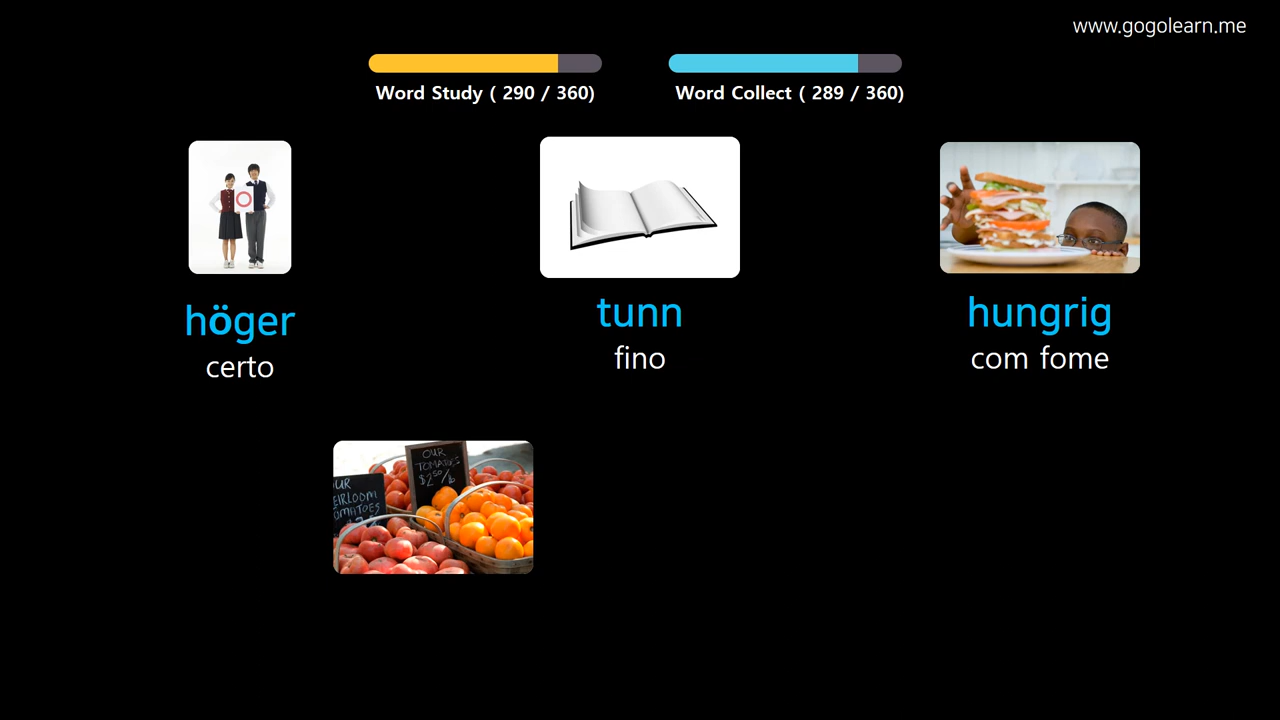 www.gogolearn.me
Word Study ( 290 / 360)
Word Collect ( 289 / 360)
höger
certo
tunn
fino
hungrig
com fome
OUR
TOMATOES
$2.50/lb
HEIRLOOM
TOMATOES